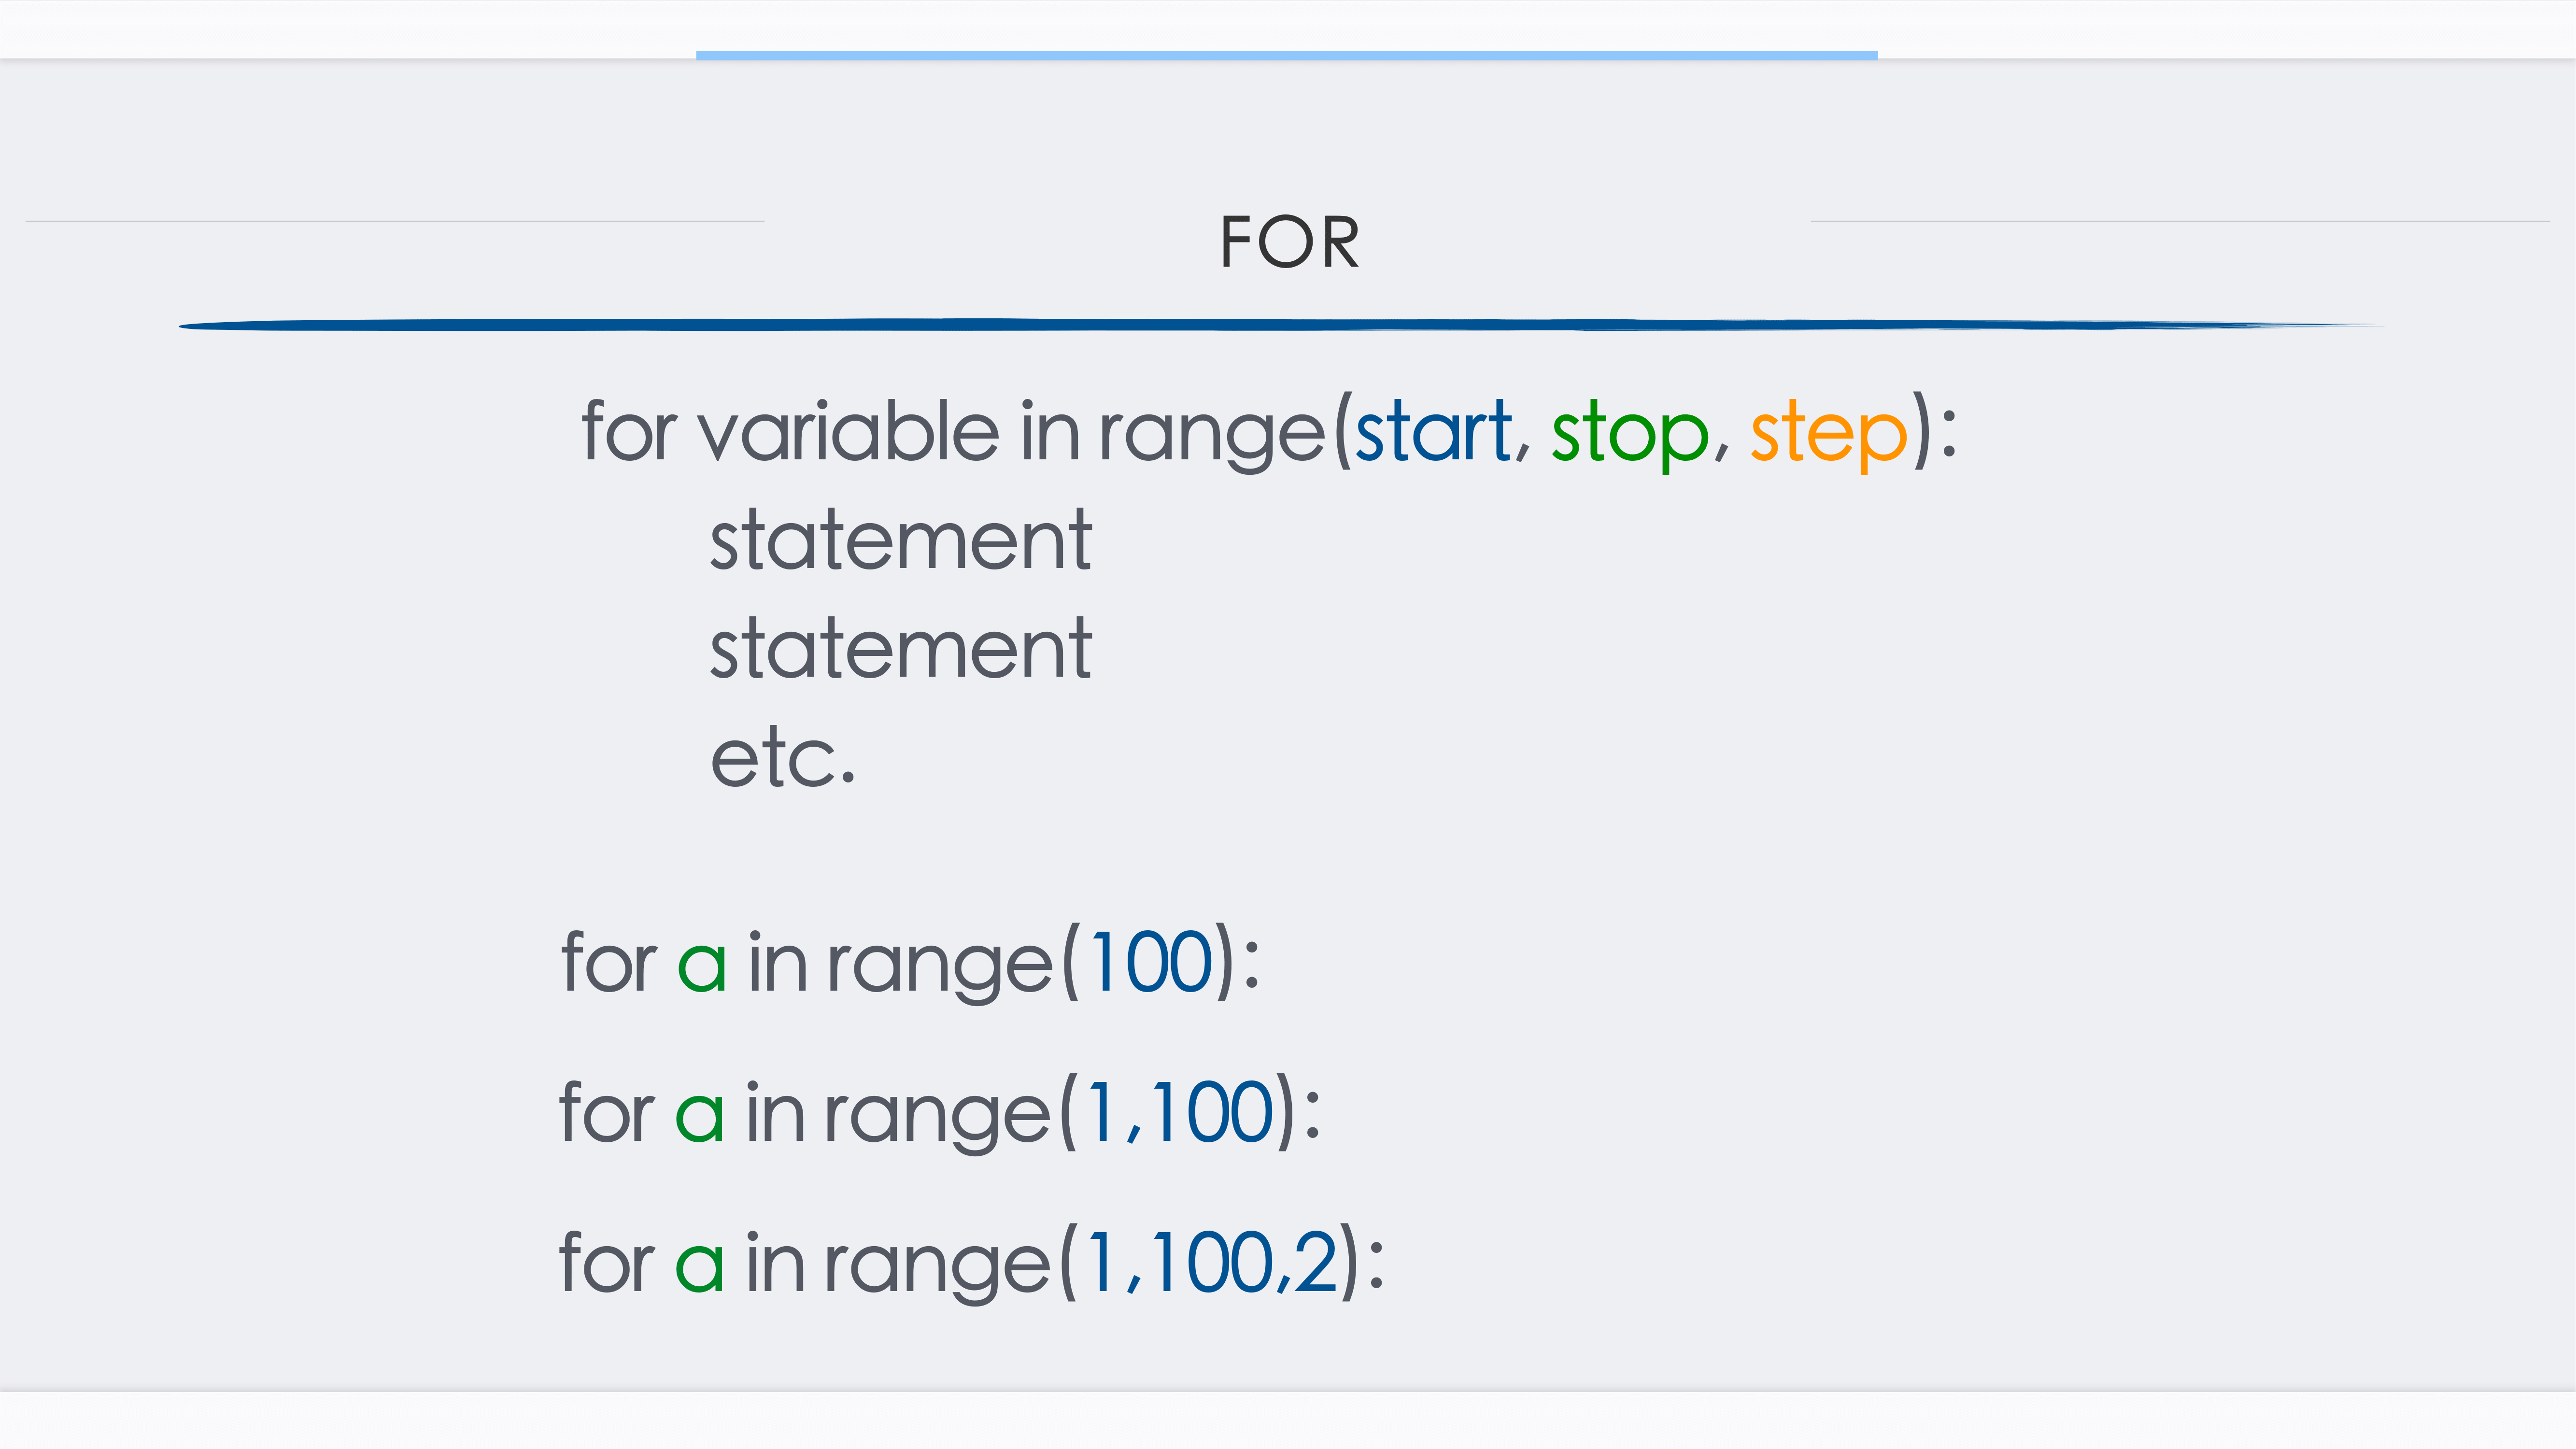 FOR
for variable in range(start, stop, step):
statement
statement
etc.
for a in range(100):
for a in range(1,100):
for a in range(1,100,2):